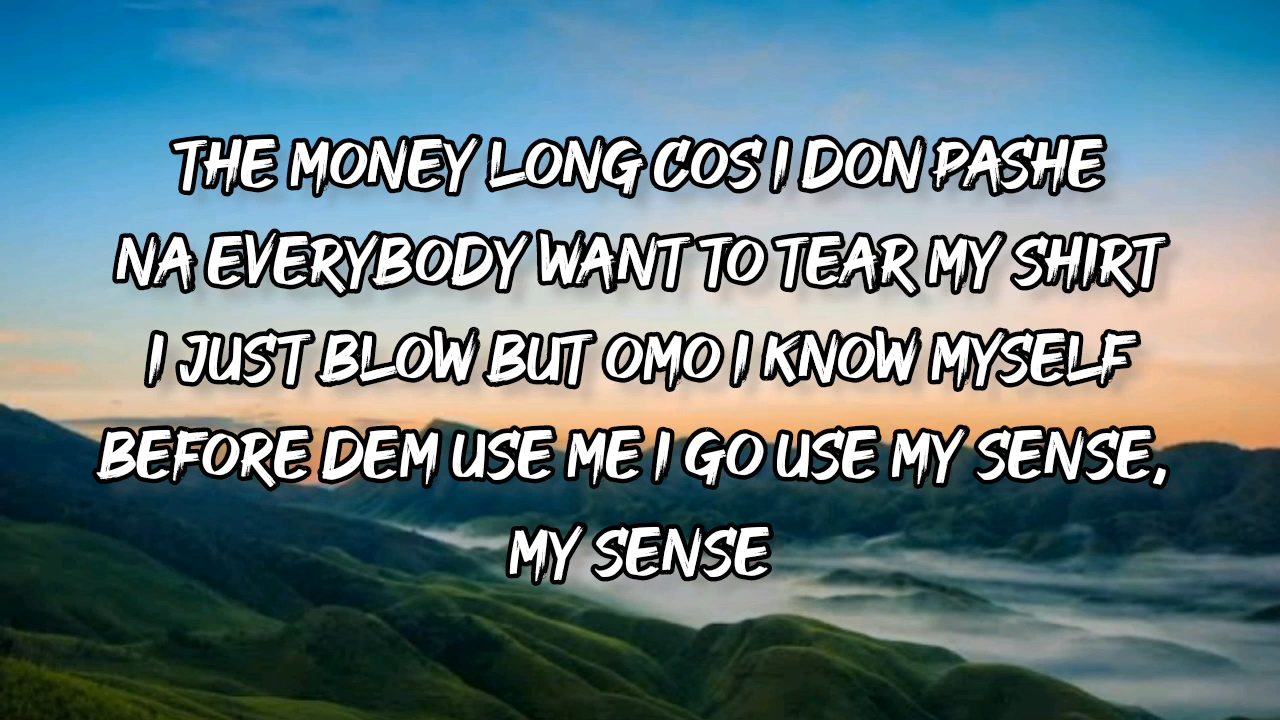 THE MONEY LONG COS I DON PASHE
NA EVERYBODY WANT TO TEAR MY SHIRT
I JUST BLOW BUT OMO I KNOW MYSELF
BEFORE DEM USE ME I GO USE MY SENSE,
MY SENSE